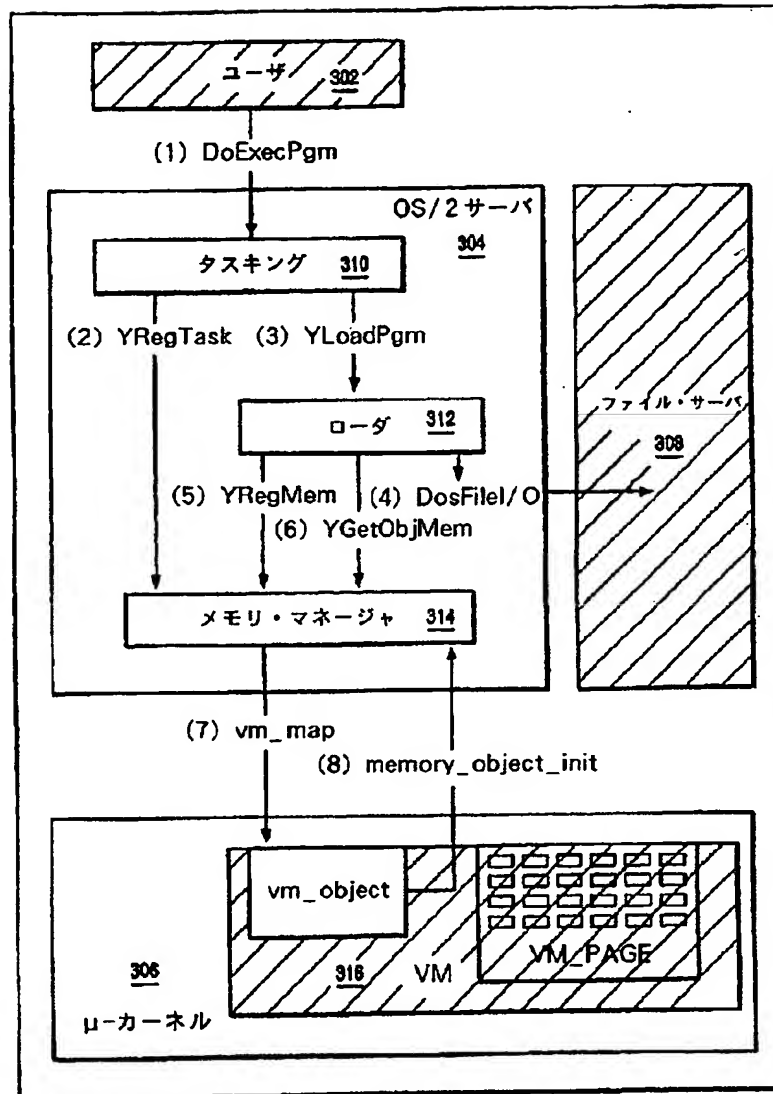 ユーザ 302
(1) DoExecPgm
OS/2サーバ
304
タスキング 310
(2) YRegTask (3) YLoadPgm
ファイル・サーバ
308
ローダ 312
(5) YRegMem (4) DosFileI/O
(6) YGetObjMem
メモリ・マネージャ 314
(7) vm_map
(8) memory_object_init
vm_object
VM_PAGE
306 316 VM
μ-カーネル